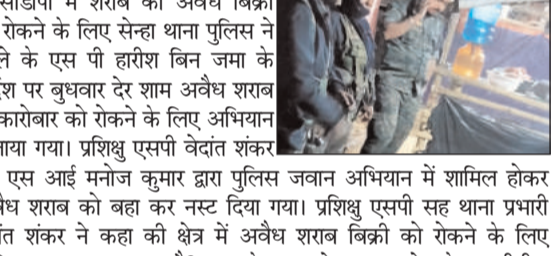 में शराब की अवैध बिक्री
रोकने के लिए सेन्हा थाना पुलिस ने
के एस पी हारीश बिन जमा के
पर बुधवार देर शाम अवैध शराब
कारोबार को रोकने के लिए अभियान
गया। प्रशिक्षु एसपी वेदांत शंकर
एस आई मनोज कुमार द्वारा पुलिस जवान अभियान में शामिल होकर
शराब को बहा कर नस्ट दिया गया। प्रशिक्षु एसपी सह थाना प्रभारी
शंकर ने कहा की क्षेत्र में अवैध शराब बिक्री को रोकने के लिए